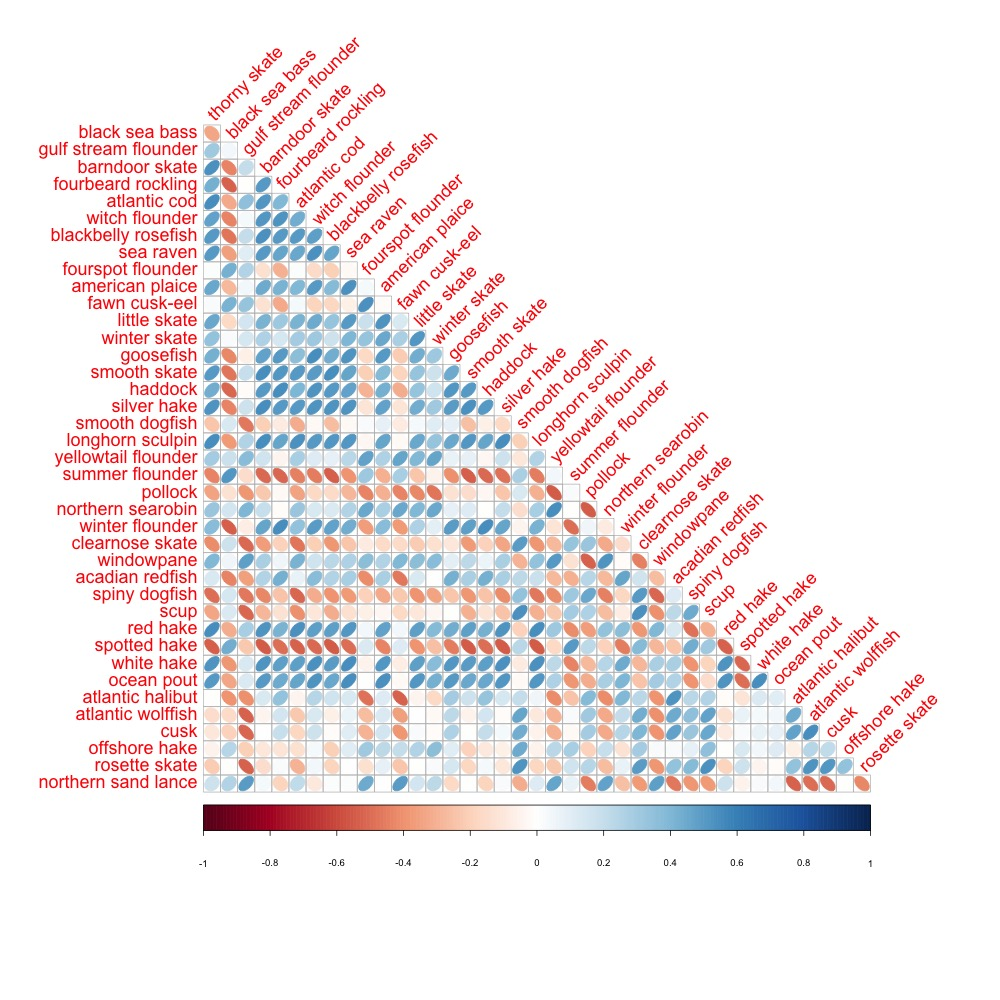 thorny skate
black sea bass
gulf stream flounder
barndoor skate
fourbeard rockling
atlantic cod
witch flounder
blackbelly rosefish
sea raven
fourspot flounder
american plaice
fawn cusk-eel
little skate
winter skate
goosefish
smooth skate
haddock
silver hake
smooth dogfish
longhorn sculpin
yellowtail flounder
summer flounder
pollock
northern searobin
winter flounder
clearnose skate
windowpane
acadian redfish
spiny dogfish
scup
red hake
spotted hake
white hake
ocean pout
atlantic halibut
atlantic wolffish
cusk
offshore hake
rosette skate
black sea bass
gulf stream flounder
barndoor skate
fourbeard rockling
atlantic cod
witch flounder
blackbelly rosefish
sea raven
fourspot flounder
american plaice
fawn cusk-eel
little skate
winter skate
goosefish
smooth skate
haddock
silver hake
smooth dogfish
longhorn sculpin
yellowtail flounder
summer flounder
pollock
northern searobin
winter flounder
clearnose skate
windowpane
acadian redfish
spiny dogfish
scup
red hake
spotted hake
white hake
ocean pout
atlantic halibut
atlantic wolffish
cusk
offshore hake
rosette skate
northern sand lance
-1 -0.8 -0.6 -0.4 -0.2 0 0.2 0.4 0.6 0.8 1